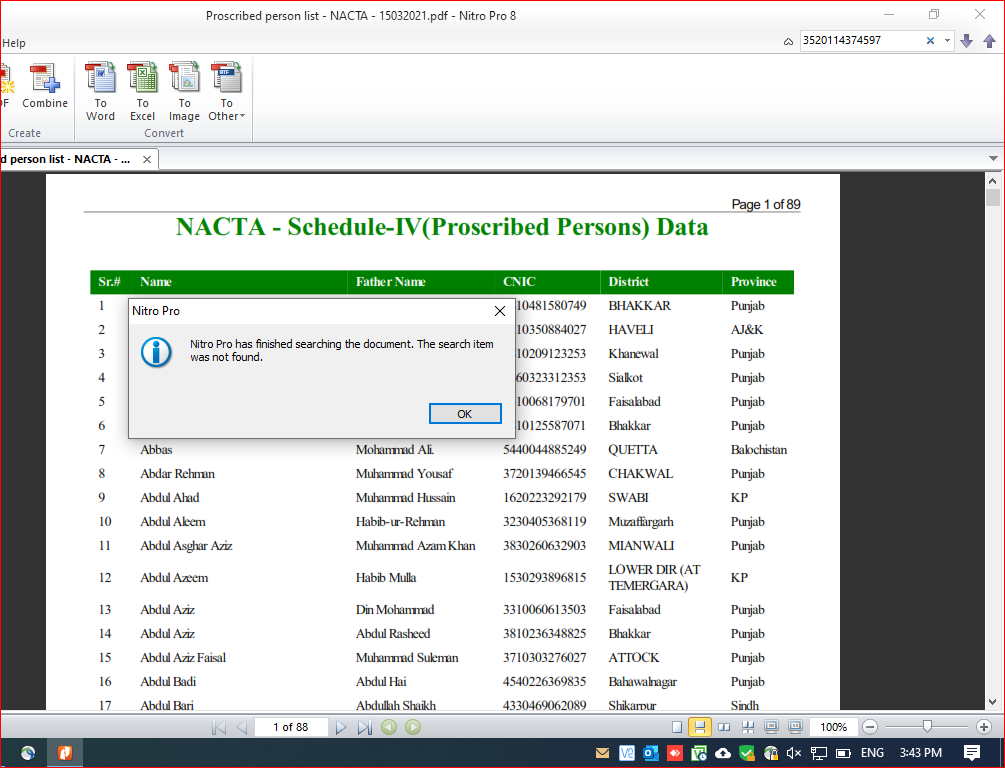 Proscribed person list - NACTA - 15032021.pdf - Nitro Pro 8
Help
3520114374597
DF Combine To Word To Excel To Image To Other
Create Convert
d person list - NACTA - ...
Page 1 of 89
NACTA - Schedule-IV(Proscribed Persons) Data
Sr.# Name Father Name CNIC District Province
1 10481580749 BHAKKAR Punjab
2 10350884027 HAVELI AJ&K
3 10209123253 Khanewal Punjab
4 60323312353 Sialkot Punjab
5 10068179701 Faisalabad Punjab
6 10125587071 Bhakkar Punjab
Nitro Pro
Nitro Pro has finished searching the document. The search item
was not found.
OK
7 Abbas Mohammad Ali. 5440044885249 QUETTA Balochistan
8 Abdar Rehman Muhammad Yousaf 3720139466545 CHAKWAL Punjab
9 Abdul Ahad Muhammad Hussain 1620223292179 SWABI KP
10 Abdul Aleem Habib-ur-Rehman 3230405368119 Muzaffargarh Punjab
11 Abdul Asghar Aziz Muhammad Azam Khan 3830260632903 MIANWALI Punjab
12 Abdul Azeem Habib Mulla 1530293896815 LOWER DIR (AT TEMERGARA) KP
13 Abdul Aziz Din Mohammad 3310060613503 Faisalabad Punjab
14 Abdul Aziz Abdul Rasheed 3810236348825 Bhakkar Punjab
15 Abdul Aziz Faisal Muhammad Suleman 3710303276027 ATTOCK Punjab
16 Abdul Badi Abdul Hai 4540226369835 Bahawalnagar Punjab
17 Abdul Bari Abdullah Shaikh 4330469062089 Shikarpur Sindh
1 of 88 100%
ENG 3:43 PM